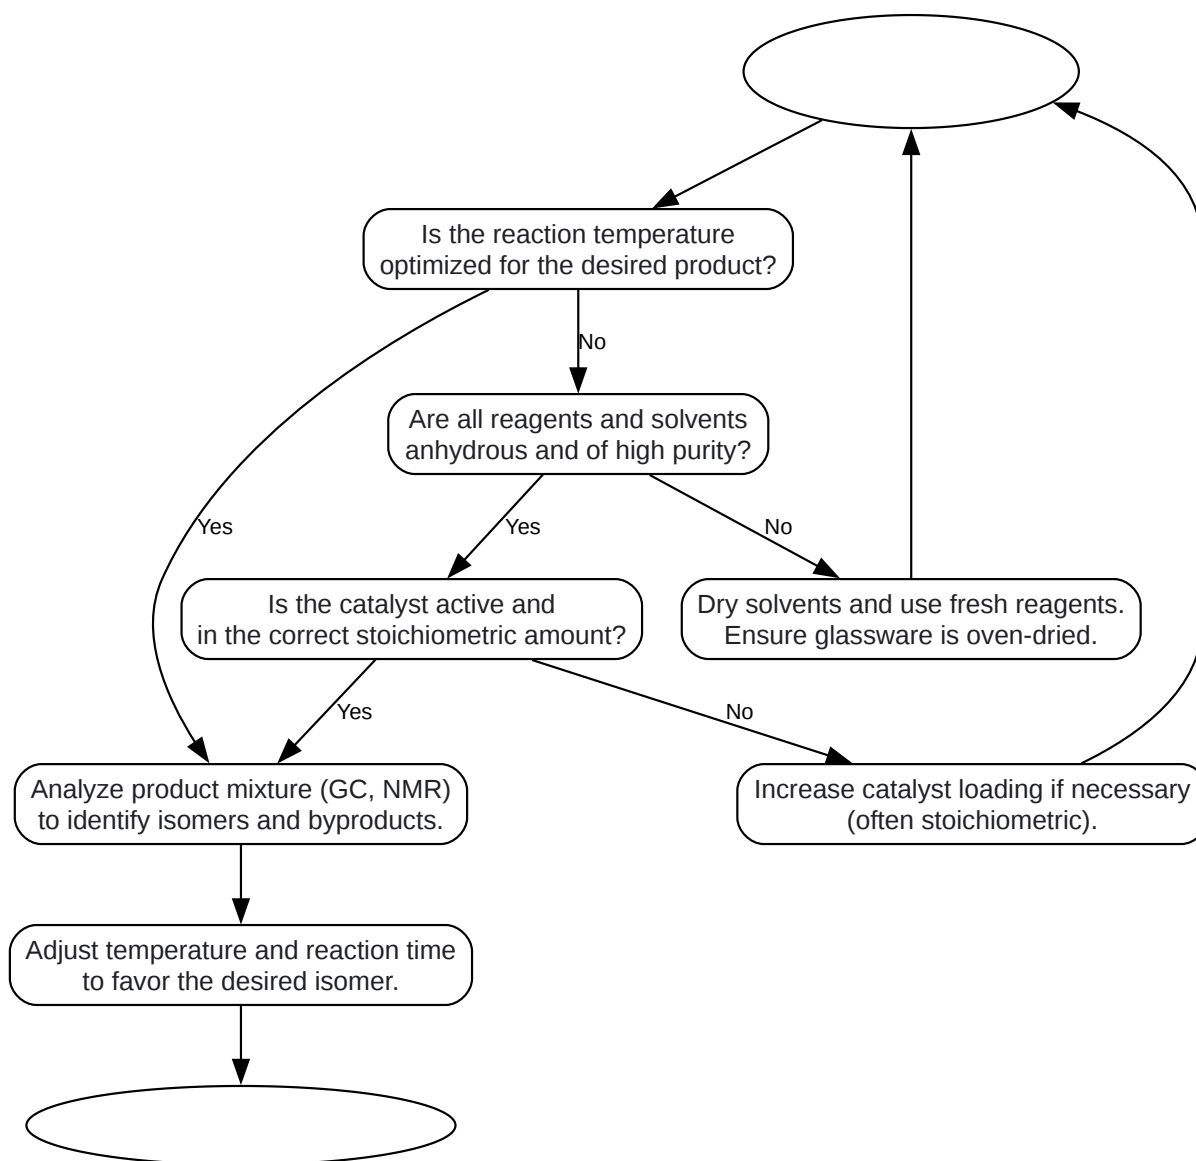 Is the reaction temperature
optimized for the desired product?
No
Are all reagents and solvents
anhydrous and of high purity?
Yes
Yes
No
Is the catalyst active and
in the correct stoichiometric amount?
Dry solvents and use fresh reagents.
Ensure glassware is oven-dried.
Yes
No
Analyze product mixture (GC, NMR)
to identify isomers and byproducts.
Increase catalyst loading if necessary
(often stoichiometric).
Adjust temperature and reaction time
to favor the desired isomer.